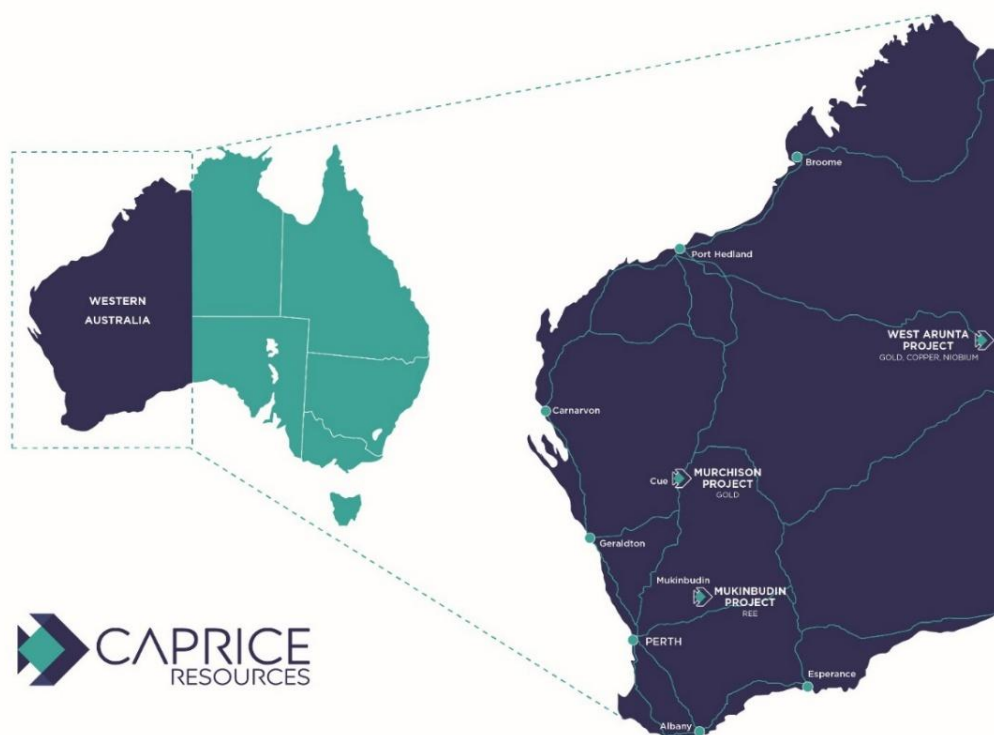 WESTERN
AUSTRALIA
Broome
Port Hedland
WEST ARUNTA
PROJECT
GOLD, COPPER, NIOBIUM
Carnarvon
Cue
MURCHISON
PROJECT
GOLD
Geraldton
Mukinbudin
MUKINBUDIN
PROJECT
REE
PERTH
Esperance
Albany
CAPRICE
RESOURCES